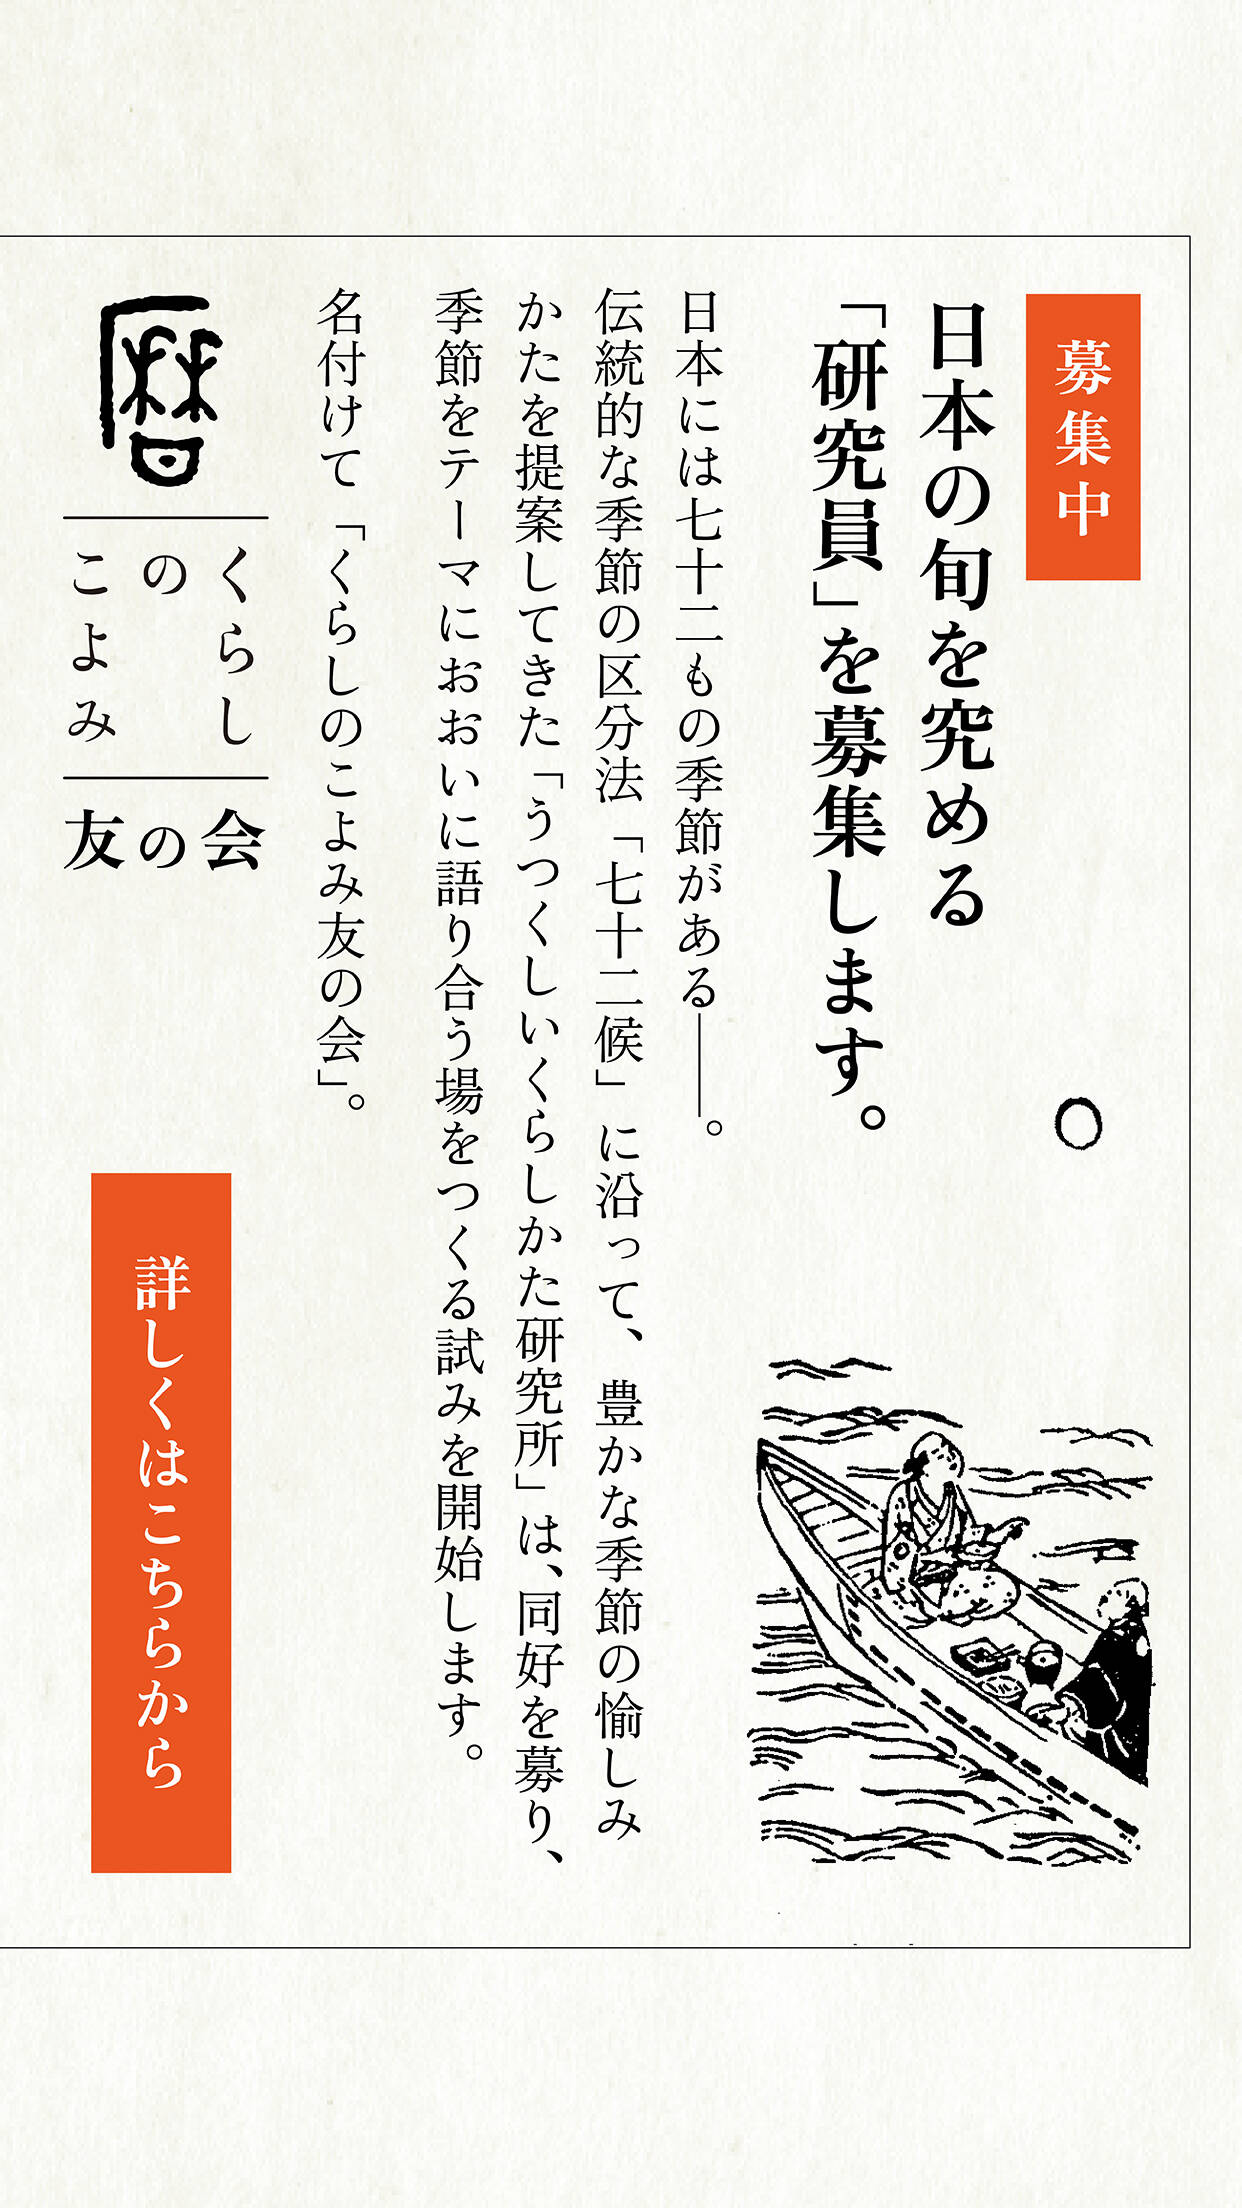 募集中
日本の旬を究める
「研究員」を募集します。
日本には七十二もの季節がある――。
伝統的な季節の区分法「七十二候」に沿って、豊かな季節の愉しみ
かたを提案してきた「うつくしいくらしかた研究所」は、同好を募り、
季節をテーマにおおいに語り合う場をつくる試みを開始します。
名付けて「くらしのこよみ友の会」。
暦
くらし
の
こよみ
友の会
詳しくはこちらから